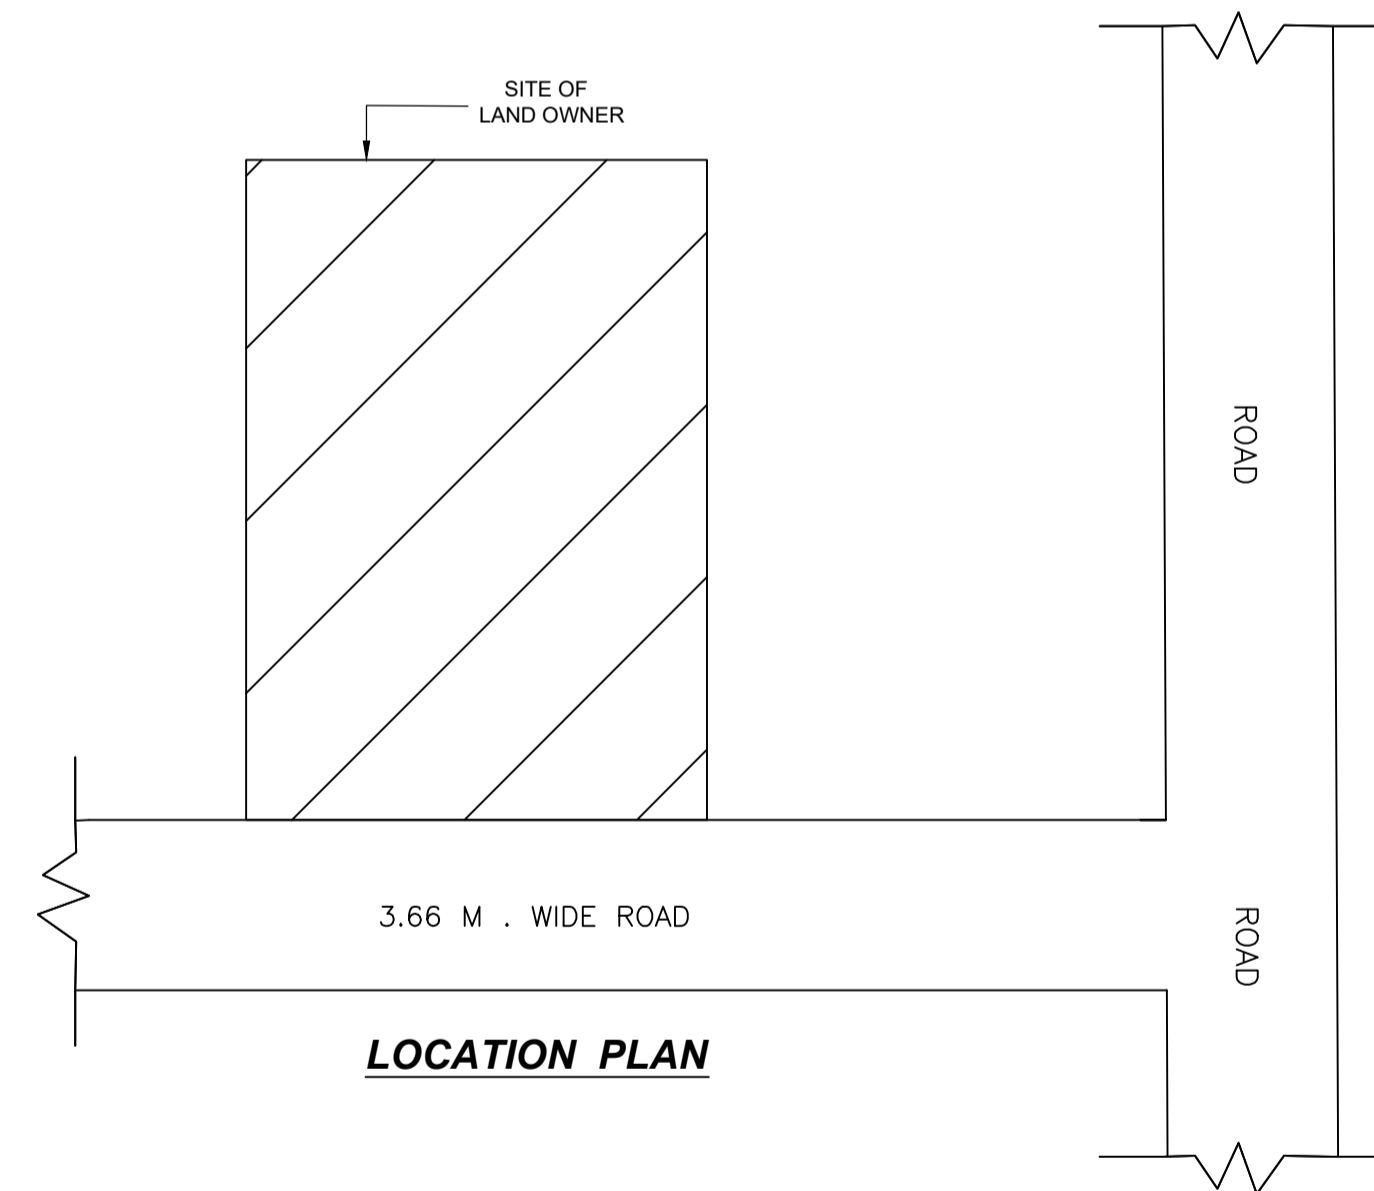 SITE OF
LAND OWNER
ROAD
3.66 M . WIDE ROAD
ROAD
LOCATION PLAN